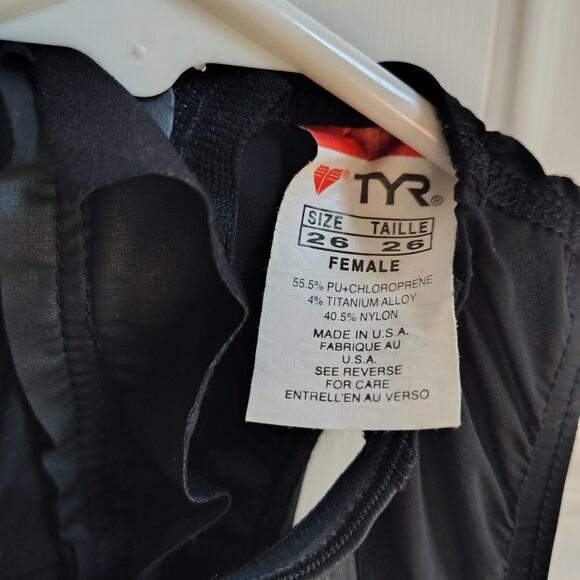 TYR®
SIZE TAILLE
26 26
FEMALE
55.5% PU+CHLOROPRENE
4% TITANIUM ALLOY
40.5% NYLON
MADE IN U.S.A.
FABRIQUE AU
U.S.A.
SEE REVERSE
FOR CARE
ENTRELL'EN AU VERSO